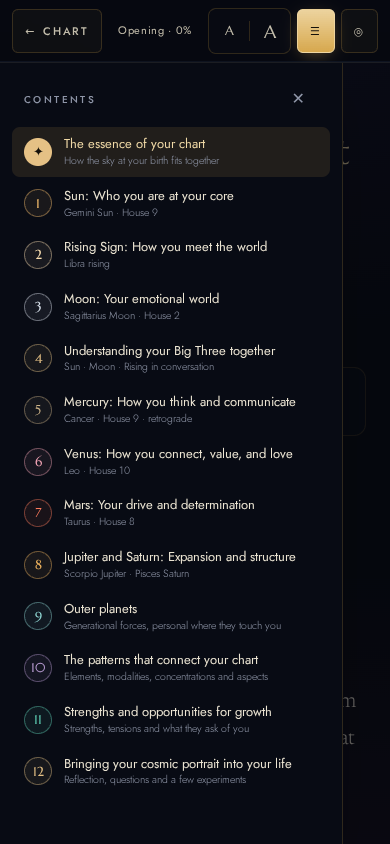 ← CHART
Opening · 0%
A
A
CONTENTS
The essence of your chart
How the sky at your birth fits together
1
Sun: Who you are at your core
Gemini Sun · House 9
2
Rising Sign: How you meet the world
Libra rising
3
Moon: Your emotional world
Sagittarius Moon · House 2
4
Understanding your Big Three together
Sun · Moon · Rising in conversation
5
Mercury: How you think and communicate
Cancer · House 9 · retrograde
6
Venus: How you connect, value, and love
Leo · House 10
7
Mars: Your drive and determination
Taurus · House 8
8
Jupiter and Saturn: Expansion and structure
Scorpio Jupiter · Pisces Saturn
9
Outer planets
Generational forces, personal where they touch you
10
The patterns that connect your chart
Elements, modalities, concentrations and aspects
11
Strengths and opportunities for growth
Strengths, tensions and what they ask of you
12
Bringing your cosmic portrait into your life
Reflection, questions and a few experiments